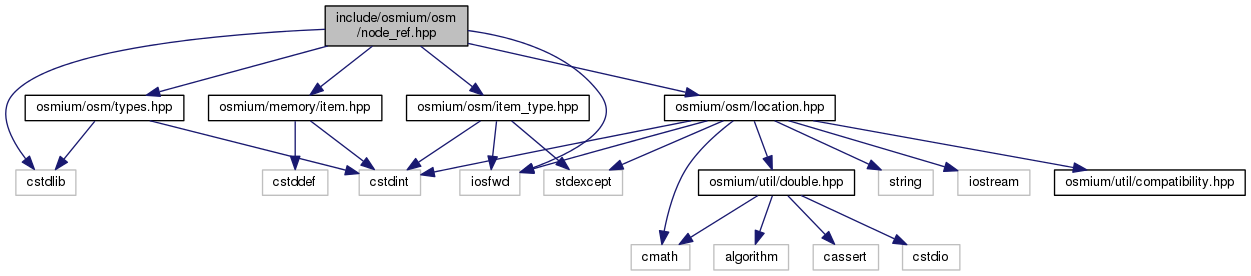 include/osmium/osm
/node_ref.hpp
osmium/osm/types.hpp
osmium/memory/item.hpp
osmium/osm/item_type.hpp
osmium/osm/location.hpp
cstdlib
cstddef
cstdint
iosfwd
stdexcept
osmium/util/double.hpp
string
iostream
osmium/util/compatibility.hpp
cmath
algorithm
cassert
cstdio